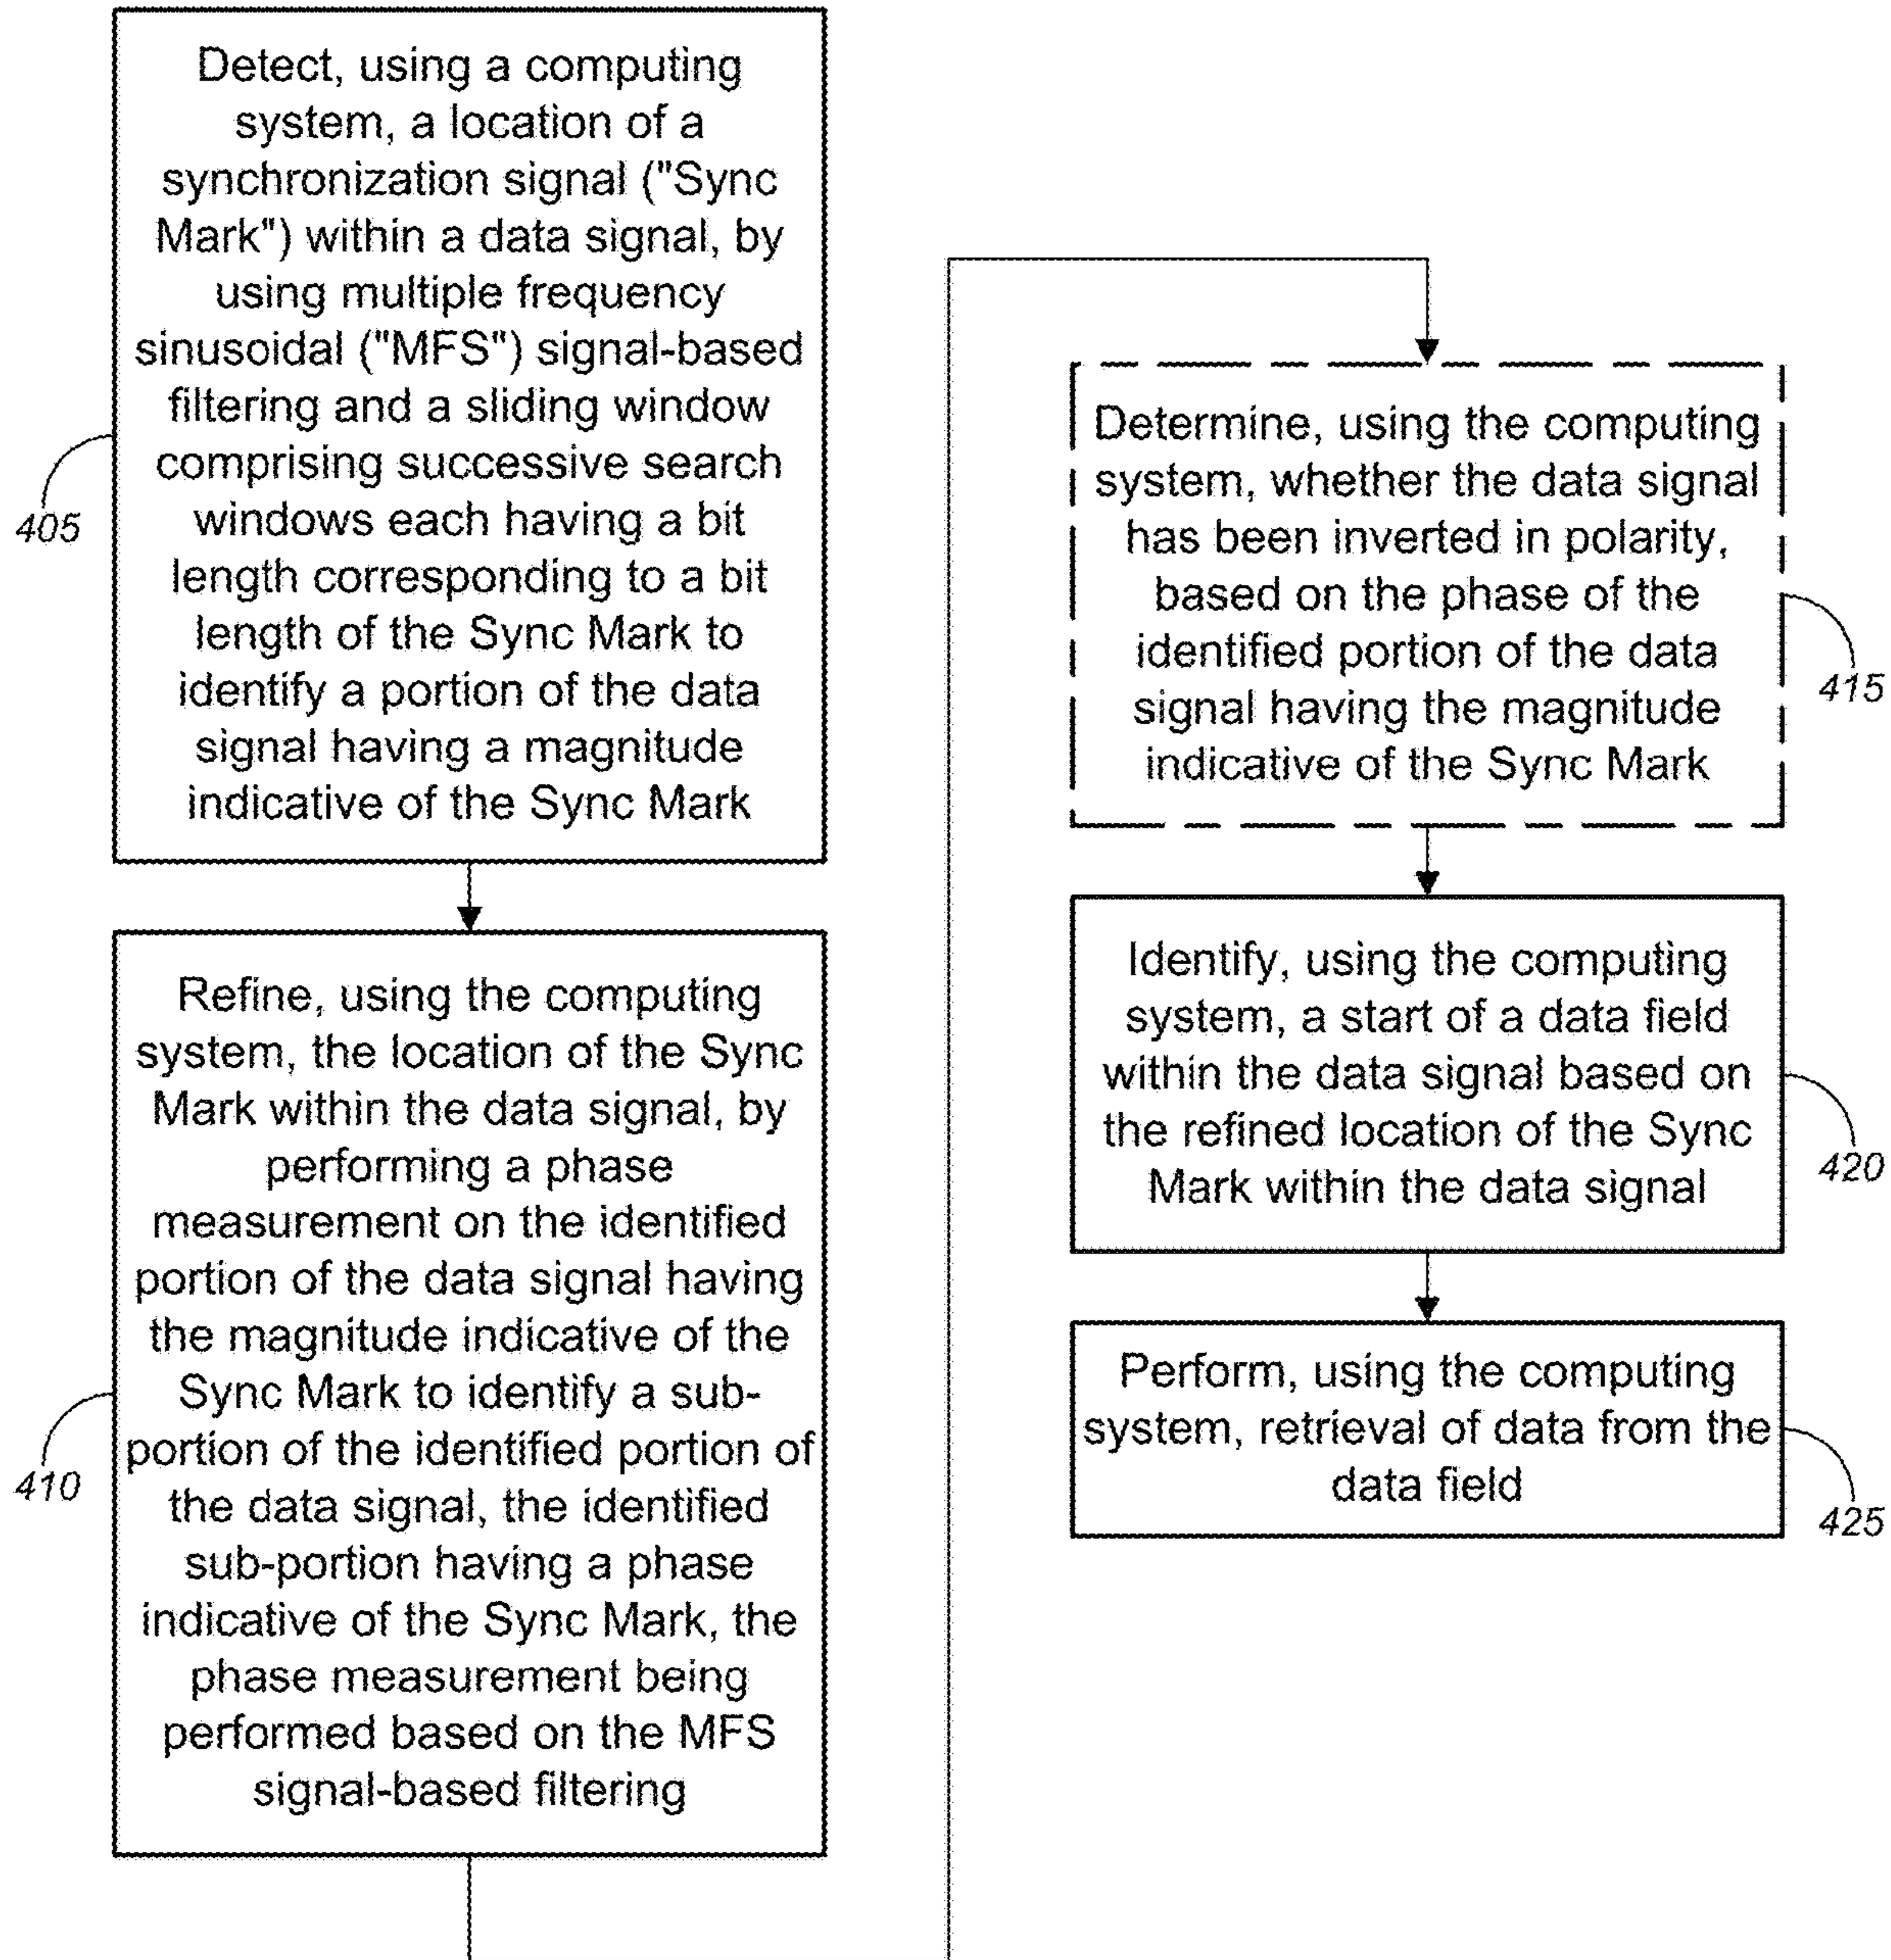 Detect, using a computing
system, a location of a
synchronization signal ("Sync
Mark") within a data signal, by
using multiple frequency
sinusoidal ("MFS") signal-based
filtering and a sliding window
comprising successive search
windows each having a bit
length corresponding to a bit
length of the Sync Mark to
identify a portion of the data
signal having a magnitude
indicative of the Sync Mark
405
Refine, using the computing
system, the location of the Sync
Mark within the data signal, by
performing a phase
measurement on the identified
portion of the data signal having
the magnitude indicative of the
Sync Mark to identify a sub-
portion of the identified portion of
the data signal, the identified
sub-portion having a phase
indicative of the Sync Mark, the
phase measurement being
performed based on the MFS
signal-based filtering
410
Determine, using the computing
system, whether the data signal
has been inverted in polarity,
based on the phase of the
identified portion of the data
signal having the magnitude
indicative of the Sync Mark
415
Identify, using the computing
system, a start of a data field
within the data signal based on
the refined location of the Sync
Mark within the data signal
420
Perform, using the computing
system, retrieval of data from the
data field
425